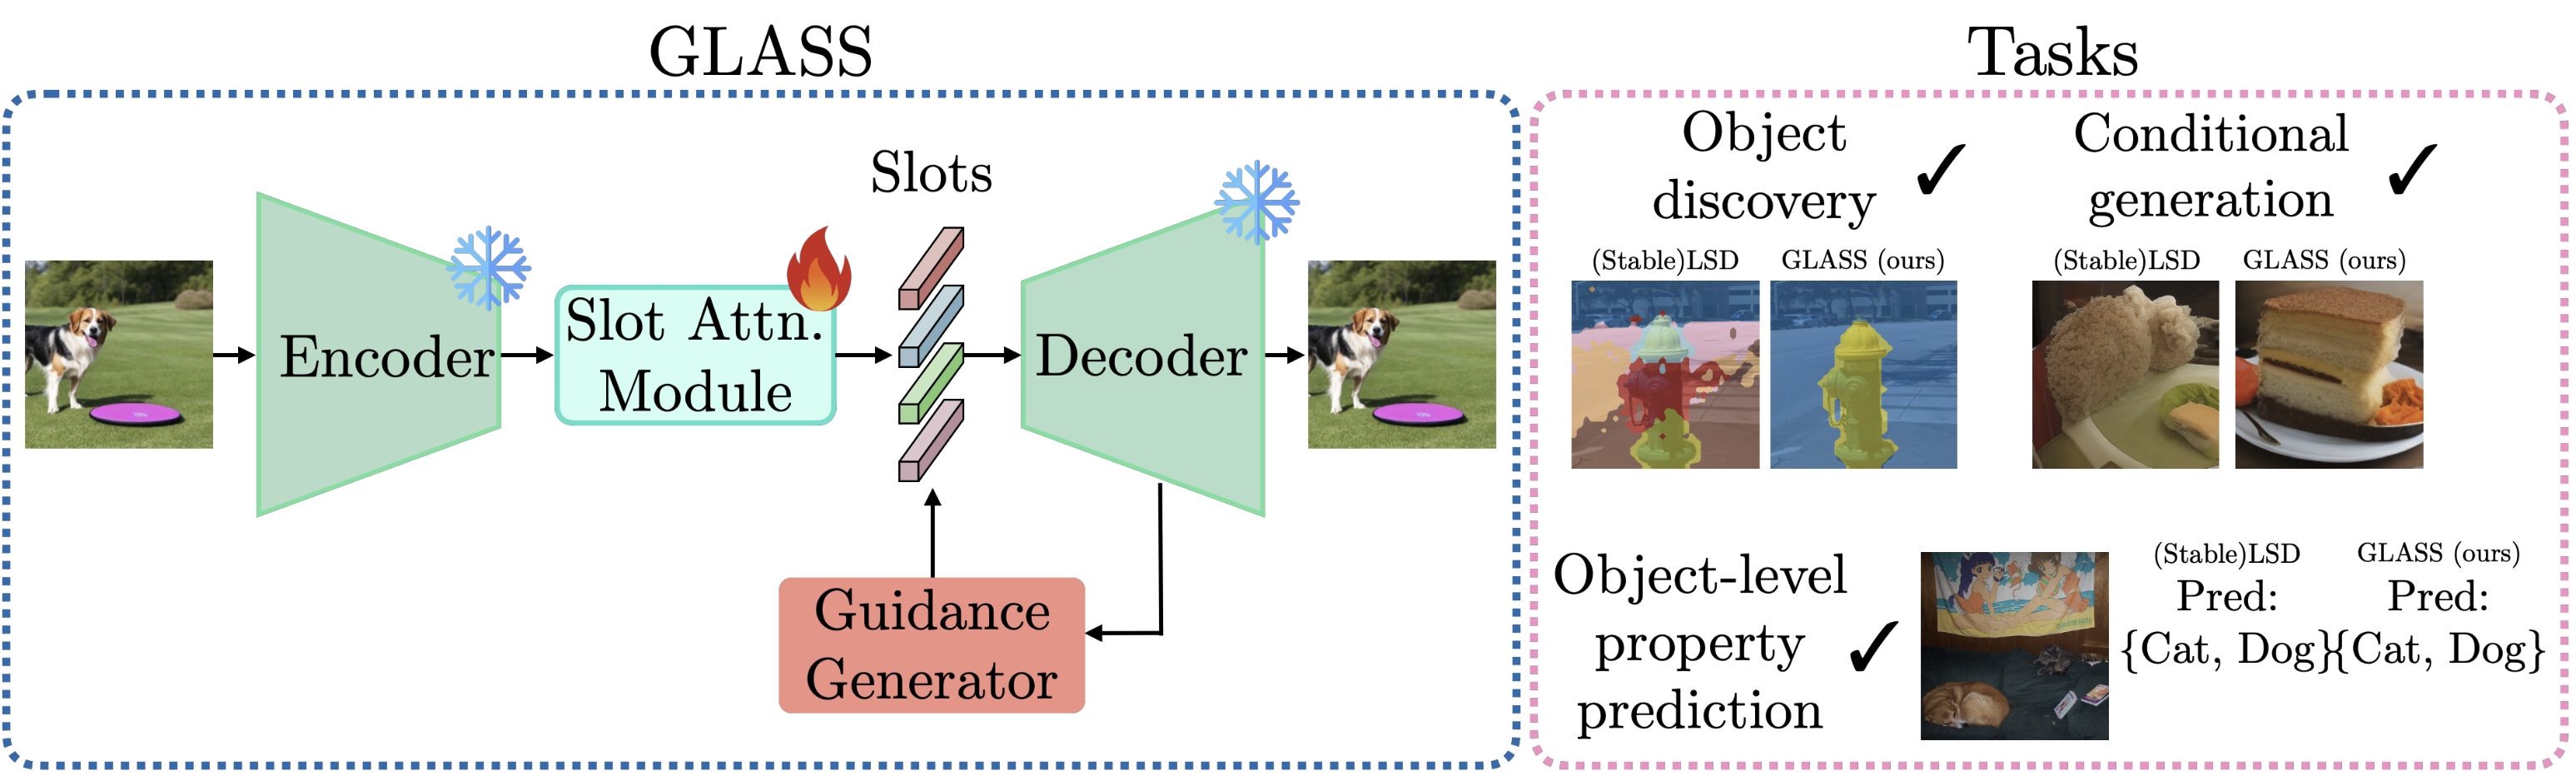 GLASS
Slots
Encoder
Slot Attn.
Module
Decoder
Guidance
Generator
Tasks
Object
discovery
(Stable)LSD
GLASS (ours)
Conditional
generation
(Stable)LSD
GLASS (ours)
Object-level
property
prediction
(Stable)LSD
Pred:
{Cat, Dog}
GLASS (ours)
Pred:
{Cat, Dog}